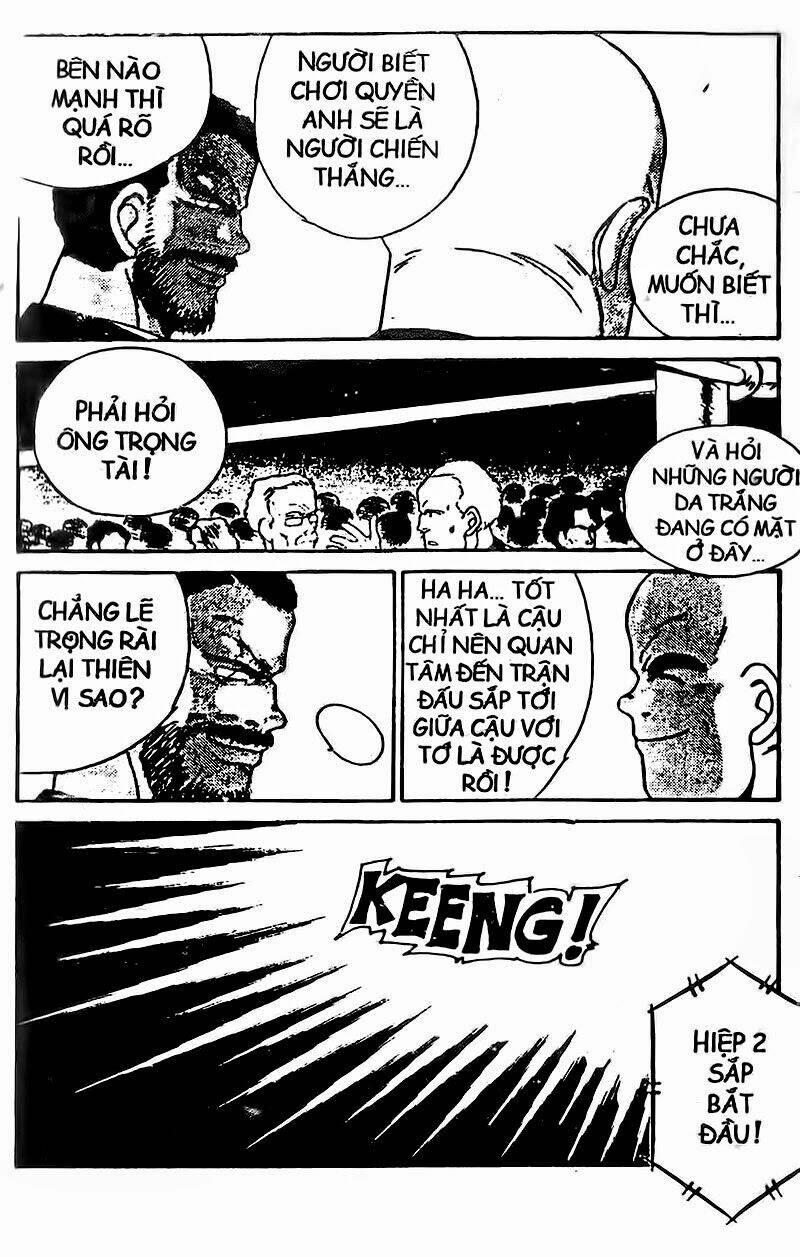 BÊN NÀO
MẠNH THÌ
QUÁ RÕ
RỒI...
NGƯỜI BIẾT
CHƠI QUYỀN
ANH SẼ LÀ
NGƯỜI CHIẾN
THẮNG...
CHƯA
CHẮC,
MUỐN BIẾT
THÌ...
PHẢI HỎI
ÔNG TRỌNG
TÀI!
VÀ HỎI
NHỮNG NGƯỜI
DA TRẮNG
ĐANG CÓ MẶT
Ở ĐÂY...
CHẲNG LẼ
TRỌNG RÀI
LẠI THIÊN
VỊ SAO?
HA HA... TỐT
NHẤT LÀ CẬU
CHỈ NÊN QUAN
TÂM ĐẾN TRẬN
ĐẤU SẮP TỚI
GIỮA CẬU VỚI
TỚ LÀ ĐƯỢC
RỒI!
KEENG!
HIỆP 2
SẮP
BẮT
ĐẦU!